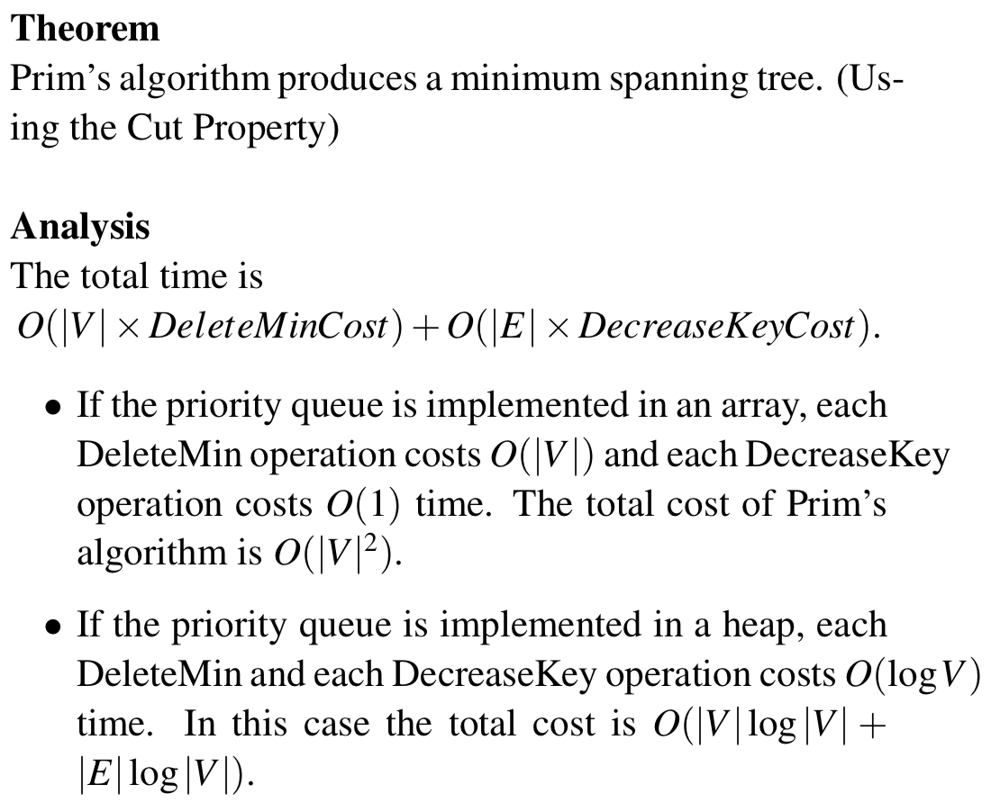 Theorem
Prim's algorithm produces a minimum spanning tree. (Us-
ing the Cut Property)
Analysis
The total time is
O(|V| × DeleteMinCost) + O(|E| × DecreaseKeyCost).
• If the priority queue is implemented in an array, each
DeleteMin operation costs O(|V|) and each DecreaseKey
operation costs O(1) time. The total cost of Prim's
algorithm is O(|V|²).
• If the priority queue is implemented in a heap, each
DeleteMin and each DecreaseKey operation costs O(log V)
time. In this case the total cost is O(|V| log |V| +
|E| log |V|).